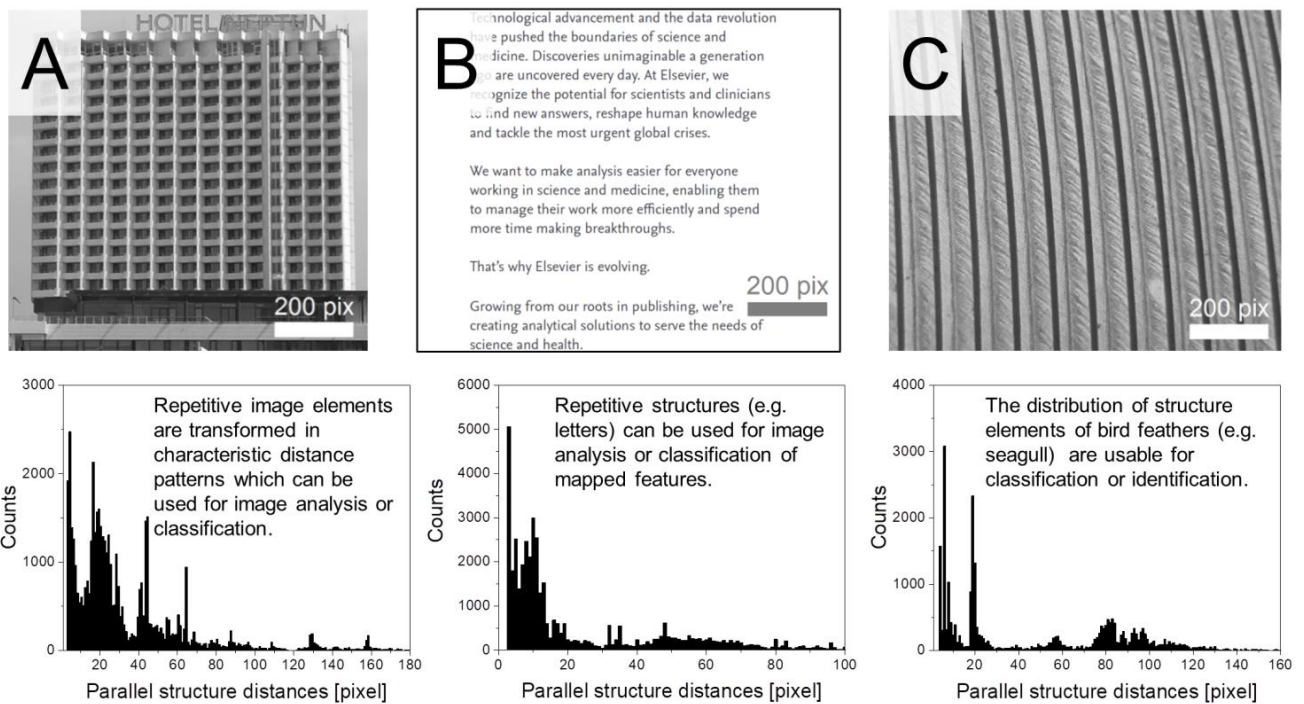 HOTEL NEPTUN
A
200 pix
B
Technological advancement and the data revolution
have pushed the boundaries of science and
medicine. Discoveries unimaginable a generation
ago are uncovered every day. At Elsevier, we
recognize the potential for scientists and clinicians
to find new answers, reshape human knowledge
and tackle the most urgent global crises.
We want to make analysis easier for everyone
working in science and medicine, enabling them
to manage their work more efficiently and spend
more time making breakthroughs.
That's why Elsevier is evolving.
200 pix
Growing from our roots in publishing, we're
creating analytical solutions to serve the needs of
science and health.
C
200 pix
3000
2000
1000
0
Counts
Repetitive image elements
are transformed in
characteristic distance
patterns which can be
used for image analysis or
classification.
20 40 60 80 100 120 140 160 180
Parallel structure distances [pixel]
6000
5000
4000
3000
2000
1000
0
Counts
Repetitive structures (e.g.
letters) can be used for image
analysis or classification of
mapped features.
0 20 40 60 80 100
Parallel structure distances [pixel]
4000
3000
2000
1000
0
Counts
The distribution of structure
elements of bird feathers (e.g.
seagull) are usable for
classification or identification.
20 40 60 80 100 120 140 160
Parallel structure distances [pixel]